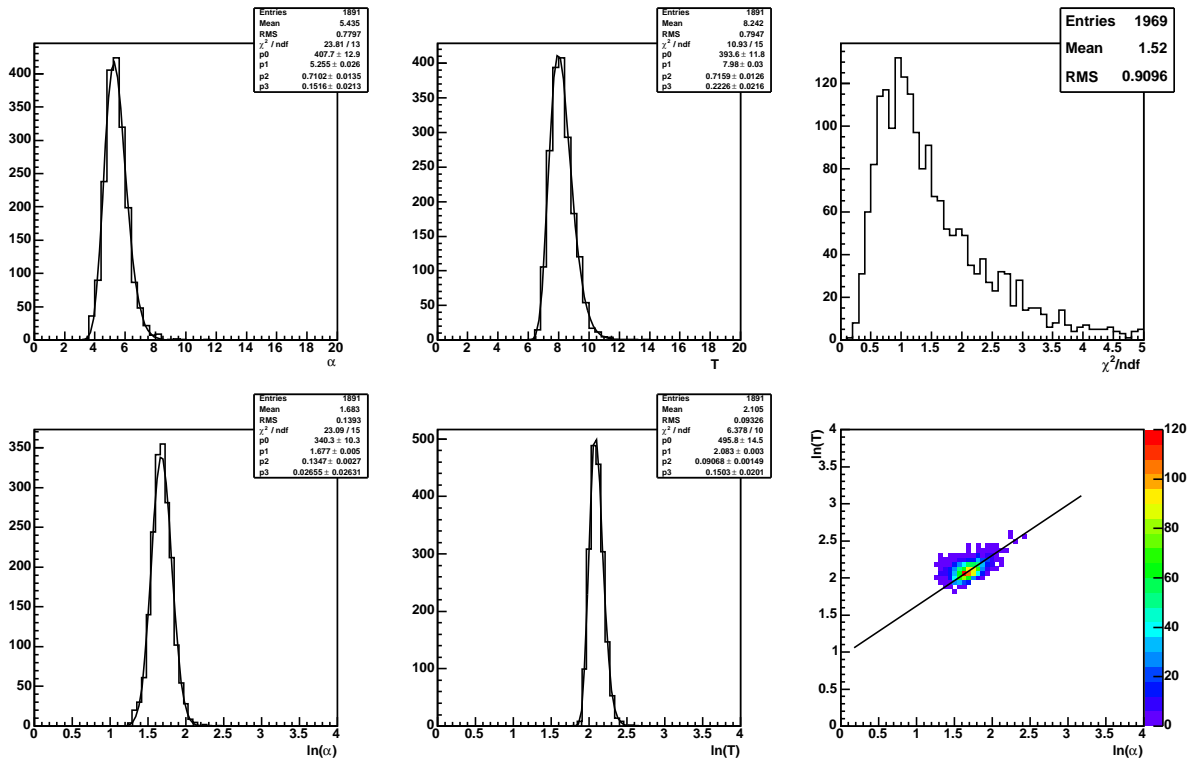 Entries 1891
Mean 5.435
RMS 0.7797
χ² / ndf 23.81 / 13
p0 407.7 ± 12.9
p1 5.255 ± 0.026
p2 0.7102 ± 0.0135
p3 0.1516 ± 0.0213
400
350
300
250
200
150
100
50
0
0 2 4 6 8 10 12 14 16 18 20
α
Entries 1891
Mean 8.242
RMS 0.7947
χ² / ndf 10.93 / 15
p0 393.6 ± 11.8
p1 7.98 ± 0.03
p2 0.7159 ± 0.0126
p3 0.2226 ± 0.0216
400
350
300
250
200
150
100
50
0
0 2 4 6 8 10 12 14 16 18 20
T
Entries 1969
Mean 1.52
RMS 0.9096
120
100
80
60
40
20
0
0 0.5 1 1.5 2 2.5 3 3.5 4 4.5 5
χ²/ndf
Entries 1891
Mean 1.683
RMS 0.1393
χ² / ndf 23.09 / 15
p0 340.3 ± 10.3
p1 1.677 ± 0.005
p2 0.1347 ± 0.0027
p3 0.02655 ± 0.02631
350
300
250
200
150
100
50
0
0 0.5 1 1.5 2 2.5 3 3.5 4
ln(α)
Entries 1891
Mean 2.105
RMS 0.09326
χ² / ndf 6.378 / 10
p0 495.8 ± 14.5
p1 2.083 ± 0.003
p2 0.09068 ± 0.00149
p3 0.1503 ± 0.0201
500
400
300
200
100
0
0 0.5 1 1.5 2 2.5 3 3.5 4
ln(T)
ln(T)
4
3.5
3
2.5
2
1.5
1
0.5
0
0 0.5 1 1.5 2 2.5 3 3.5 4
ln(α)
120
100
80
60
40
20
0